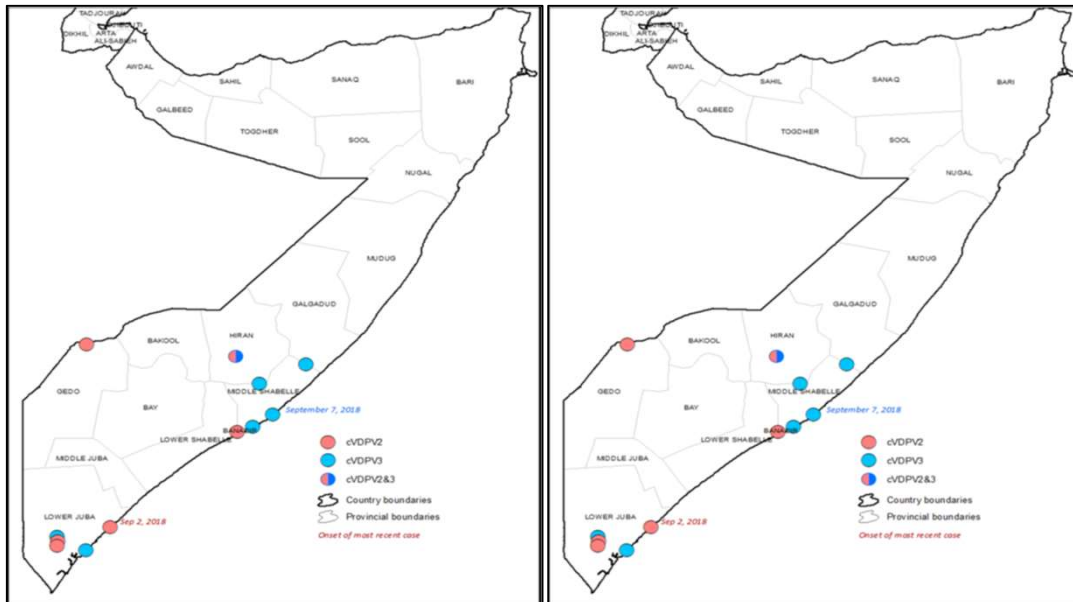 TADJOURAH
DJIBOUTI
DIKHIL
ARTA
ALI-SABIEH
AWDAL
SAHIL
SANAQ
BARI
GALBEED
TOGDHER
SOOL
NUGAL
MUDUG
GALGADUD
HIRAN
BAKOOL
GEDO
MIDDLE SHABELLE
BAY
September 7, 2018
BANADIR
LOWER SHABELLE
cVDPV2
MIDDLE JUBA
cVDPV3
cVDPV2&3
Country boundaries
LOWER JUBA
Provincial boundaries
Sep 2, 2018
Onset of most recent case
TADJOURAH
DJIBOUTI
DIKHIL
ARTA
ALI-SABIEH
AWDAL
SAHIL
SANAQ
BARI
GALBEED
TOGDHER
SOOL
NUGAL
MUDUG
GALGADUD
HIRAN
BAKOOL
GEDO
MIDDLE SHABELLE
BAY
September 7, 2018
BANADIR
LOWER SHABELLE
cVDPV2
MIDDLE JUBA
cVDPV3
cVDPV2&3
Country boundaries
LOWER JUBA
Provincial boundaries
Sep 2, 2018
Onset of most recent case